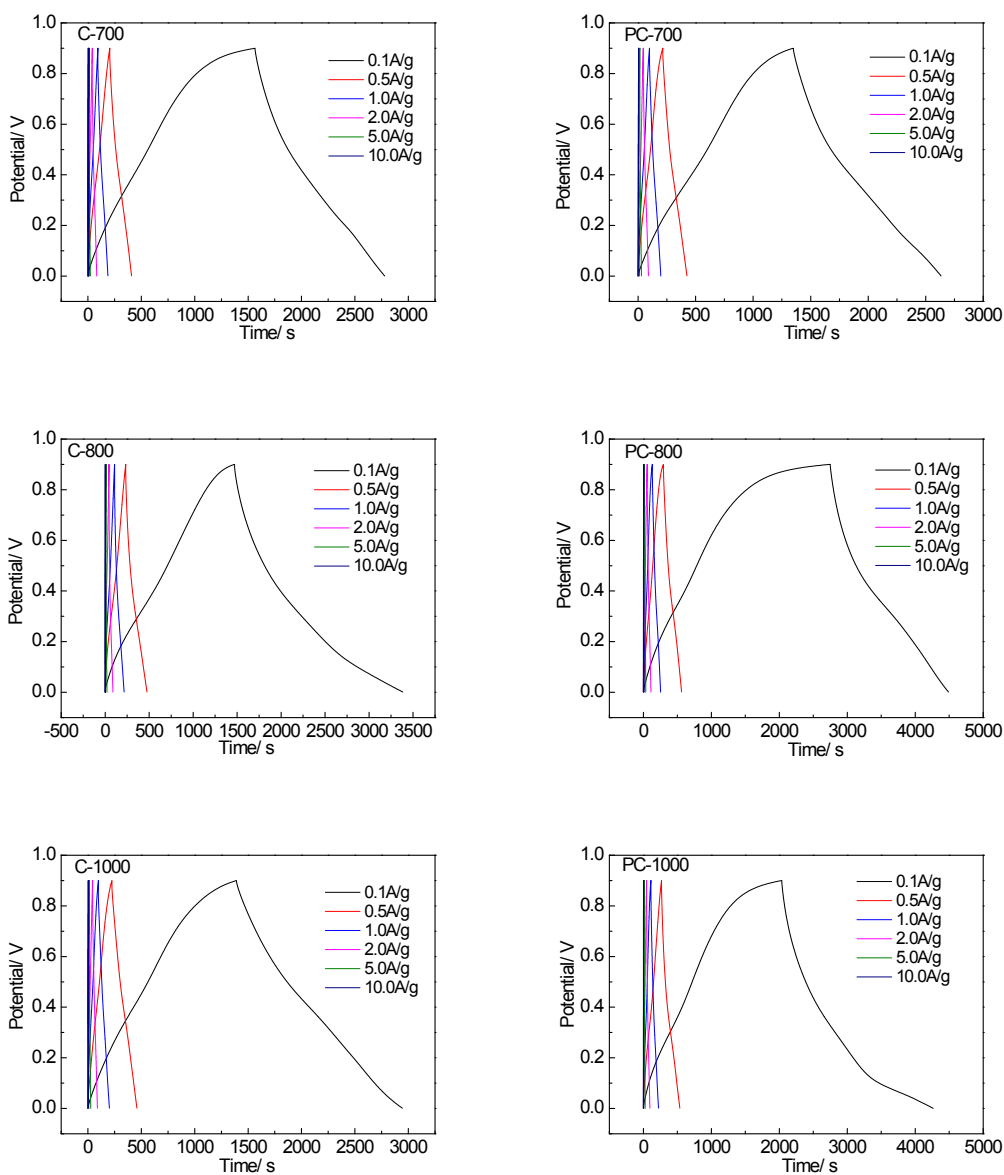 C-700
0.1A/g
0.5A/g
1.0A/g
2.0A/g
5.0A/g
10.0A/g
1.0
0.8
0.6
0.4
0.2
0.0
Potential/ V
0 500 1000 1500 2000 2500 3000
Time/ s
PC-700
0.1A/g
0.5A/g
1.0A/g
2.0A/g
5.0A/g
10.0A/g
1.0
0.8
0.6
0.4
0.2
0.0
Potential/ V
0 500 1000 1500 2000 2500 3000
Time/ s
C-800
0.1A/g
0.5A/g
1.0A/g
2.0A/g
5.0A/g
10.0A/g
1.0
0.8
0.6
0.4
0.2
0.0
Potential/ V
-500 0 500 1000 1500 2000 2500 3000 3500
Time/ s
PC-800
0.1A/g
0.5A/g
1.0A/g
2.0A/g
5.0A/g
10.0A/g
1.0
0.8
0.6
0.4
0.2
0.0
Potential/ V
0 1000 2000 3000 4000 5000
Time/ s
C-1000
0.1A/g
0.5A/g
1.0A/g
2.0A/g
5.0A/g
10.0A/g
1.0
0.8
0.6
0.4
0.2
0.0
Potential/ V
0 500 1000 1500 2000 2500 3000
Time/ s
PC-1000
0.1A/g
0.5A/g
1.0A/g
2.0A/g
5.0A/g
10.0A/g
1.0
0.8
0.6
0.4
0.2
0.0
Potential/ V
0 1000 2000 3000 4000 5000
Time/ s